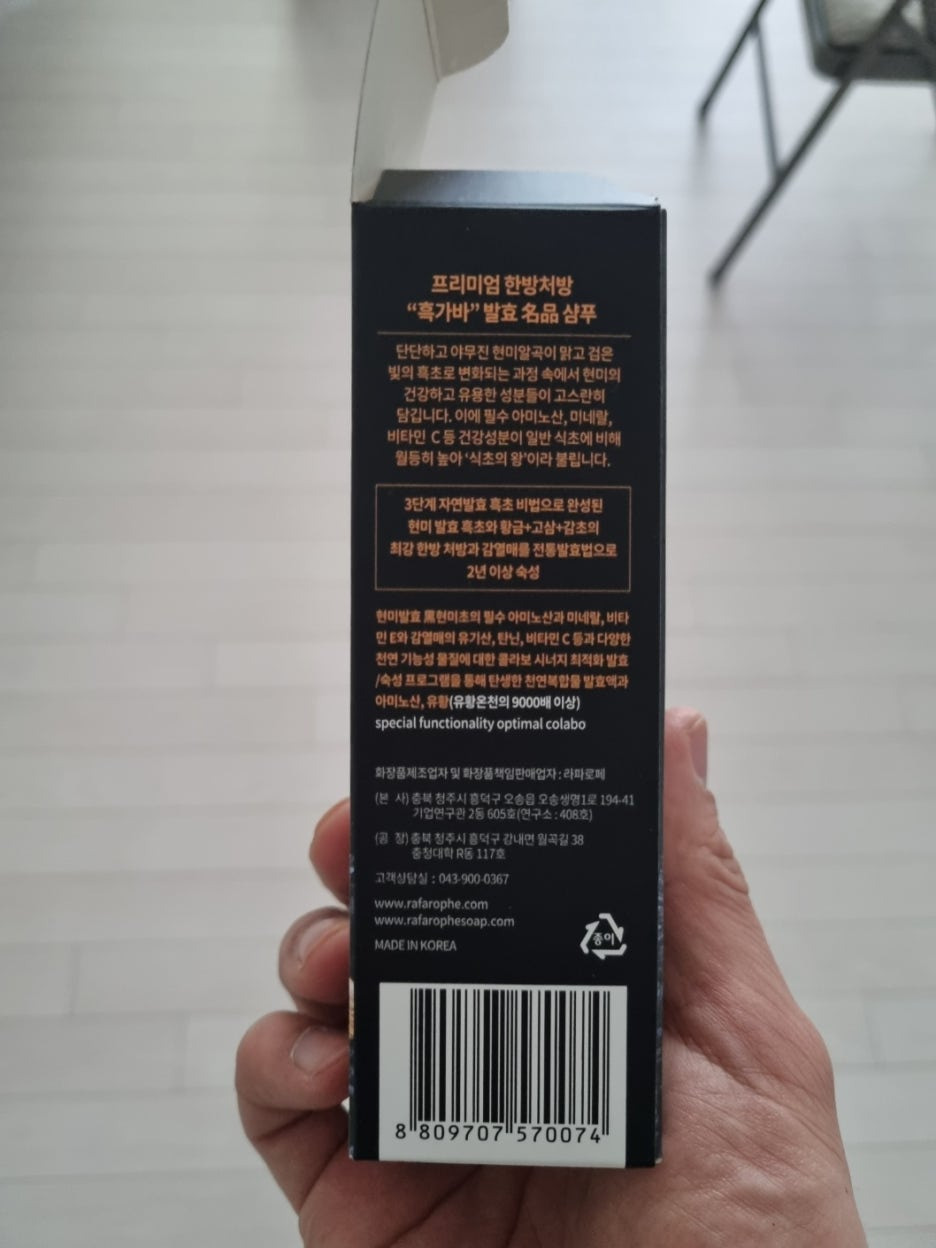 프리미엄 한방처방
“흑가바” 발효 名品 샴푸
단단하고 야무진 현미알곡이 맑고 검은
빛의 흑초로 변화되는 과정 속에서 현미의
건강하고 유용한 성분들이 고스란히
담깁니다. 이에 필수 아미노산, 미네랄,
비타민 C 등 건강성분이 일반 식초에 비해
월등히 높아 ‘식초의 왕’이라 불립니다.
3단계 자연발효 흑초 비법으로 완성된
현미 발효 흑초와 황금+고삼+감초의
최강 한방 처방과 감열매를 전통발효법으로
2년 이상 숙성
현미발효 黑현미초의 필수 아미노산과 미네랄, 비타
민 E와 감열매의 유기산, 탄닌, 비타민 C 등과 다양한
천연 기능성 물질에 대한 콜라보 시너지 최적화 발효
/숙성 프로그램을 통해 탄생한 천연복합물 발효액과
아미노산, 유황(유황온천의 9000배 이상)
special functionality optimal colabo
화장품제조업자 및 화장품책임판매업자 : 라파로페
(본 사) 충북 청주시 흥덕구 오송읍 오송생명1로 194-41
기업연구관 2동 605호(연구소 : 408호)
(공 장) 충북 청주시 흥덕구 강내면 월곡길 38
충청대학 R동 117호
고객상담실 : 043-900-0367
www.rafarophe.com
www.rafarophesoap.com
MADE IN KOREA
종이
8 809707 570074